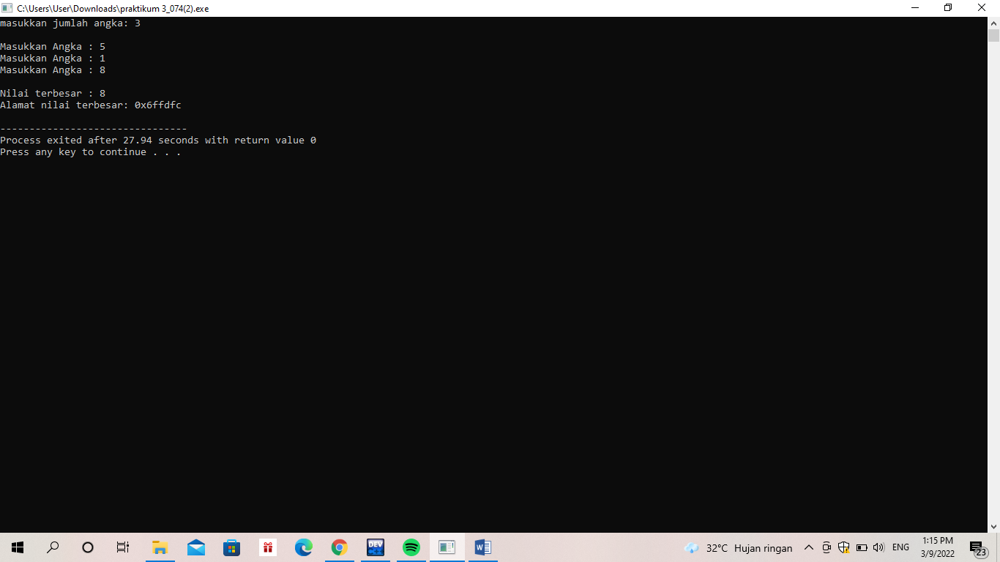 C:\Users\User\Downloads\praktikum 3_074(2).exe
masukkan jumlah angka: 3
Masukkan Angka : 5
Masukkan Angka : 1
Masukkan Angka : 8
Nilai terbesar : 8
Alamat nilai terbesar: 0x6ffdfc
--------------------------------
Process exited after 27.94 seconds with return value 0
Press any key to continue . . .
DEV
C++
W
32°C Hujan ringan
ENG
1:15 PM
3/9/2022
23